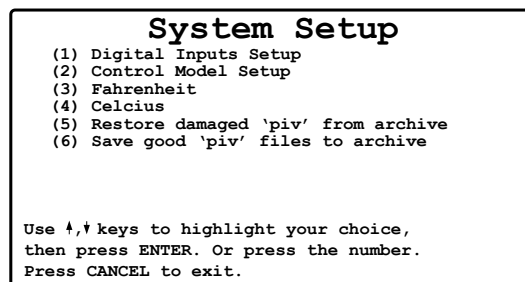 System Setup
(1) Digital Inputs Setup
(2) Control Model Setup
(3) Fahrenheit
(4) Celcius
(5) Restore damaged ‘piv’ from archive
(6) Save good ‘piv’ files to archive
Use ↑,↓ keys to highlight your choice,
then press ENTER. Or press the number.
Press CANCEL to exit.